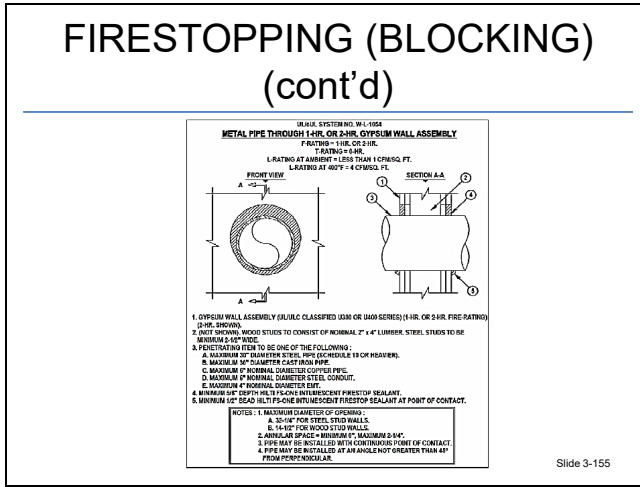 FIRESTOPPING (BLOCKING)
(cont'd)
UL/cUL SYSTEM NO. W-L-1054
METAL PIPE THROUGH 1-HR. OR 2-HR. GYPSUM WALL ASSEMBLY
F-RATING = 1-HR. OR 2-HR.
T-RATING = 0-HR.
L-RATING AT AMBIENT = LESS THAN 1 CFM/SQ. FT.
L-RATING AT 400°F = 4 CFM/SQ. FT.
FRONT VIEW
SECTION A-A
A
1
2
3
4
A
5
1. GYPSUM WALL ASSEMBLY (UL/ULC CLASSIFIED U300 OR U400 SERIES) (1-HR. OR 2-HR. FIRE-RATING)
(2-HR. SHOWN).
2. (NOT SHOWN). WOOD STUDS TO CONSIST OF NOMINAL 2" x 4" LUMBER. STEEL STUDS TO BE
MINIMUM 2-1/2" WIDE.
3. PENETRATING ITEM TO BE ONE OF THE FOLLOWING :
A. MAXIMUM 30" DIAMETER STEEL PIPE (SCHEDULE 10 OR HEAVIER).
B. MAXIMUM 30" DIAMETER CAST IRON PIPE.
C. MAXIMUM 6" NOMINAL DIAMETER COPPER PIPE.
D. MAXIMUM 6" NOMINAL DIAMETER STEEL CONDUIT.
E. MAXIMUM 4" NOMINAL DIAMETER EMT.
4. MINIMUM 5/8" DEPTH HILTI FS-ONE INTUMESCENT FIRESTOP SEALANT.
5. MINIMUM 1/2" BEAD HILTI FS-ONE INTUMESCENT FIRESTOP SEALANT AT POINT OF CONTACT.
NOTES : 1. MAXIMUM DIAMETER OF OPENING :
A. 32-1/4" FOR STEEL STUD WALLS.
B. 14-1/2" FOR WOOD STUD WALLS.
2. ANNULAR SPACE = MINIMUM 0", MAXIMUM 2-1/4".
3. PIPE MAY BE INSTALLED WITH CONTINUOUS POINT OF CONTACT.
4. PIPE MAY BE INSTALLED AT AN ANGLE NOT GREATER THAN 45°
FROM PERPENDICULAR.
Slide 3-155